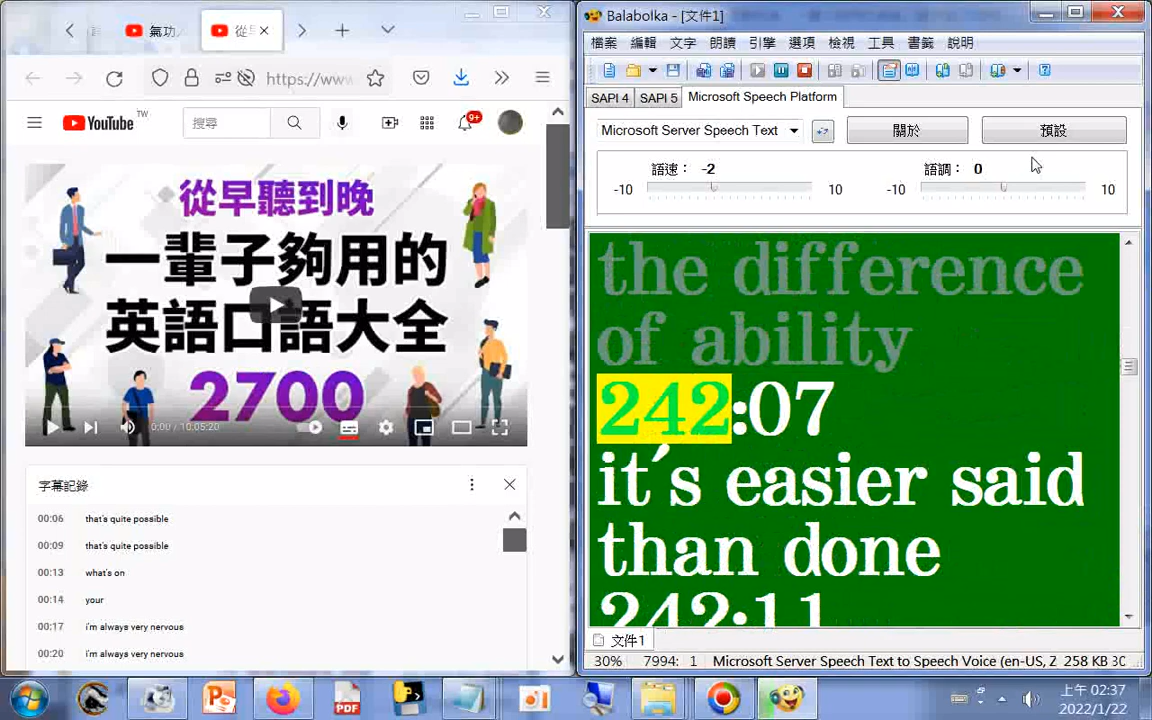 氣功
從
https://www
YouTube TW
搜尋
9+
從早聽到晚
一輩子夠用的
英語口語大全
2700
0:00 / 10:05:20
字幕記錄
00:06 that's quite possible
00:09 that's quite possible
00:13 what's on
00:14 your
00:17 i'm always very nervous
00:20 i'm always very nervous
Balabolka - [文件1]
檔案 編輯 文字 朗讀 引擎 選項 檢視 工具 書籤 說明
SAPI 4 SAPI 5 Microsoft Speech Platform
Microsoft Server Speech Text 關於 預設
語速： -2 語調： 0
-10 10 -10 10
the difference
of ability
242:07
it's easier said
than done
242:11
文件1
30% 7994: 1 Microsoft Server Speech Text to Speech Voice (en-US, Z 258 KB
PDF
上午 02:37
2022/1/22